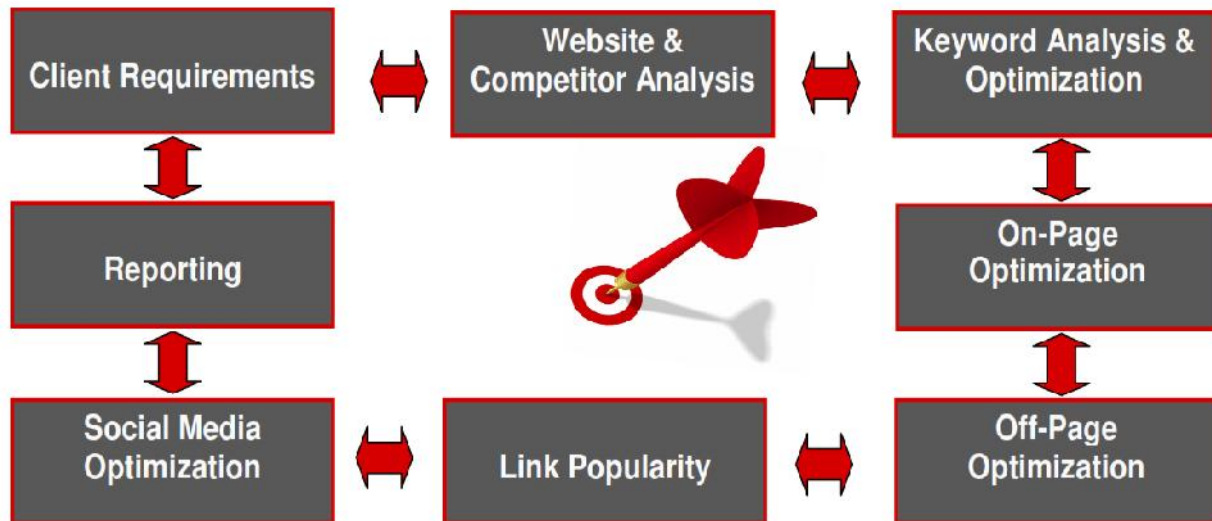 Client Requirements
Website &
Competitor Analysis
Keyword Analysis &
Optimization
Reporting
On-Page
Optimization
Social Media
Optimization
Link Popularity
Off-Page
Optimization